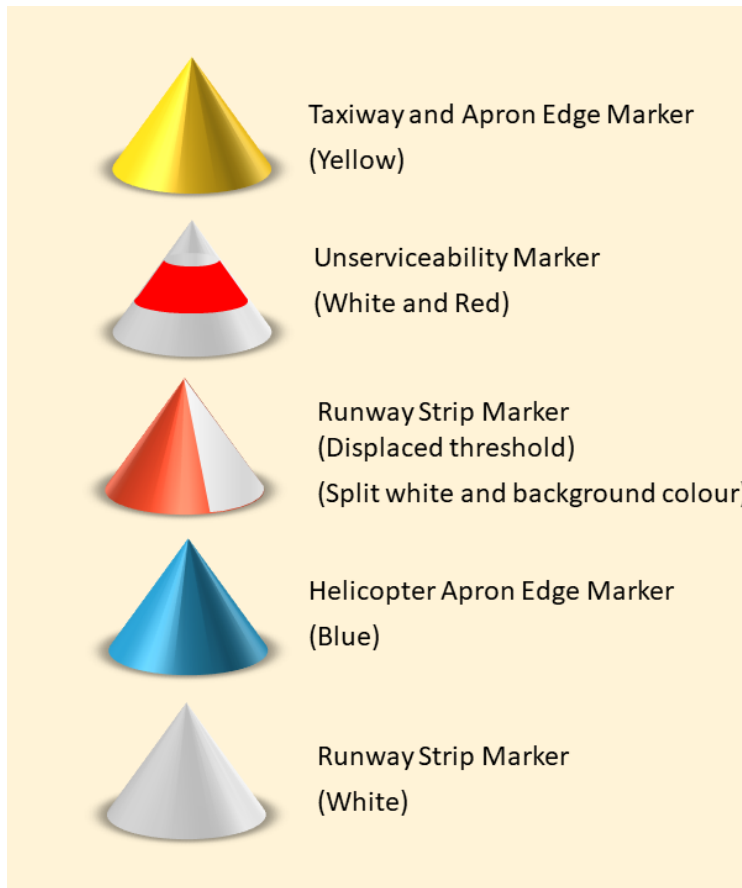 Taxiway and Apron Edge Marker
(Yellow)
Unserviceability Marker
(White and Red)
Runway Strip Marker
(Displaced threshold)
(Split white and background colour)
Helicopter Apron Edge Marker
(Blue)
Runway Strip Marker
(White)